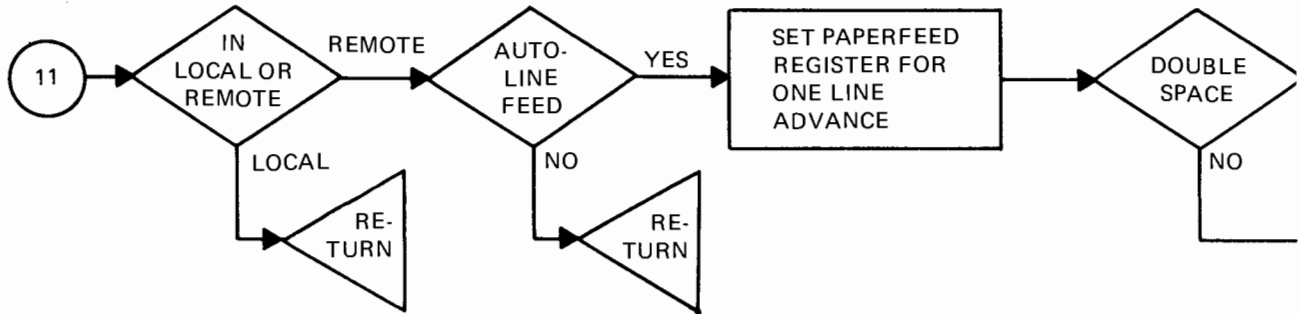 11
IN
LOCAL OR
REMOTE
REMOTE
LOCAL
RE-
TURN
AUTO-
LINE
FEED
YES
NO
RE-
TURN
SET PAPERFEED
REGISTER FOR
ONE LINE
ADVANCE
DOUBLE
SPACE
NO